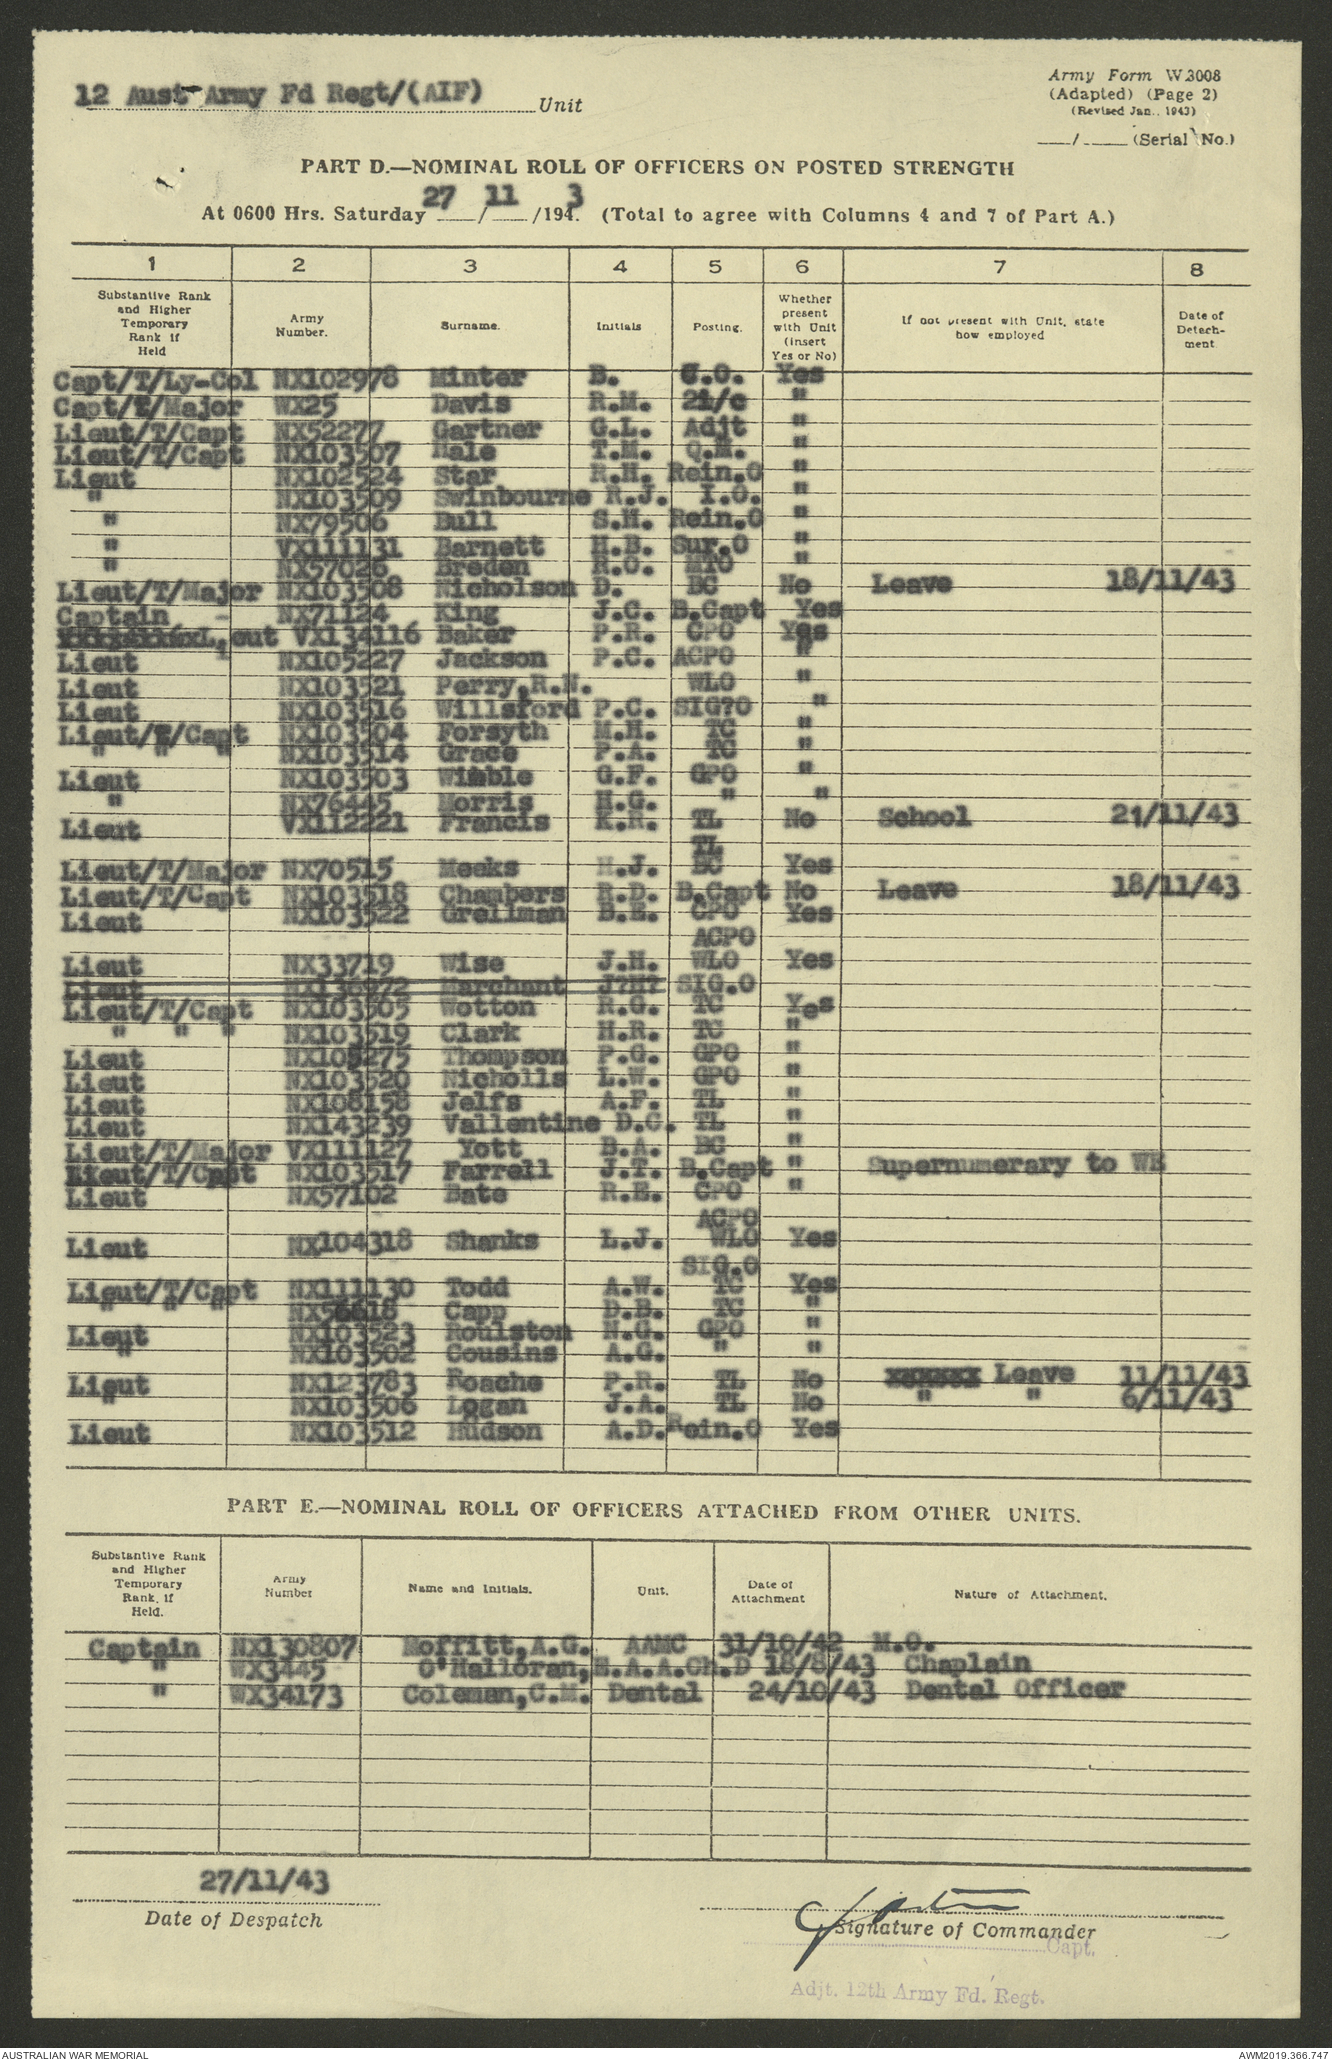 12 Aust Army Fd Regt/(AIF) Unit
Army Form W.3008
(Adapted) (Page 2)
(Revised Jan., 1943)
/ (Serial No.)
PART D.—NOMINAL ROLL OF OFFICERS ON POSTED STRENGTH
At 0600 Hrs. Saturday 27/11/1943. (Total to agree with Columns 4 and 7 of Part A.)
1 2 3 4 5 6 7 8
Substantive Rank and Higher Temporary Rank if Held
Army Number.
Surname.
Initials
Posting.
Whether present with Unit (insert Yes or No)
If not present with Unit, state how employed
Date of Detachment
Capt/T/Ly-Col NX102978 Minter B. C.O. Yes
Capt/T/Major WX25 Davis R.M. 2i/c "
Lieut/T/Capt NX52277 Gartner G.L. Adjt "
Lieut/T/Capt NX103507 Hale T.M. Q.M. "
Lieut NX102524 Star R.H. Rein.O "
" NX103509 Swinbourne R.J. I.O. "
" NX79506 Bull S.M. Rein.O "
" VX111131 Barnett H.B. Sur.O "
" NX57026 Breden R.O. MTO "
Lieut/T/Major NX103508 Nicholson D. BC No Leave 18/11/43
Captain NX71124 King J.C. B.Capt Yes
Lieut VX134116 Baker P.R. CPO Yes
Lieut NX105227 Jackson P.C. ACPO "
Lieut NX103521 Perry,R.N. WLO "
Lieut NX103516 Willsford P.C. SIG?O "
Lieut/T/Capt NX103504 Forsyth M.H. TC "
" " " NX103514 Grace P.A. TC "
Lieut NX103503 Wimble G.F. GPO "
" NX76445 Morris H.G. " "
Lieut VX112221 Francis K.R. TL No School 21/11/43
TL
Lieut/T/Major NX70515 Meeks H.J. BC Yes
Lieut/T/Capt NX103518 Chambers R.D. B.Capt No Leave 18/11/43
Lieut NX103522 Grellman B.E. CPO Yes
ACPO
Lieut NX33719 Wise J.H. WLO Yes
Lieut NX136972 Marchant J?H? SIG.O
Lieut/T/Capt NX103505 Wotton R.G. TC Yes
" " " NX103519 Clark H.R. TC "
Lieut NX105275 Thompson P.G. GPO "
Lieut NX103520 Nicholls L.W. GPO "
Lieut NX108158 Jelfs A.F. TL "
Lieut NX143239 Vallentine D.C. TL "
Lieut/T/Major VX111127 Yott B.A. BC "
Lieut/T/Capt NX103517 Farrell J.T. B.Capt " Supernumerary to WE
Lieut NX57102 Bate R.E. CPO "
ACPO
Lieut NX104318 Shanks L.J. WLO Yes
SIG.O
Lieut/T/Capt NX111130 Todd A.W. TC Yes
" " " NX56618 Capp D.B. TC "
Lieut NX103523 Roulston N.G. GPO "
" NX103502 Cousins A.G. " "
Lieut NX123783 Roache P.R. TL No xxxxxx Leave 11/11/43
" NX103506 Logan J.A. TL No " " 6/11/43
Lieut NX103512 Hudson A.D. Rein.O Yes
PART E.—NOMINAL ROLL OF OFFICERS ATTACHED FROM OTHER UNITS.
Substantive Rank and Higher Temporary Rank, if Held.
Army Number
Name and Initials.
Unit.
Date of Attachment
Nature of Attachment.
Captain NX130807 Moffitt,A.G. AAMC 31/10/42 M.O.
" WX3445 O'Halloran,E.A.A.Ch.D 18/8/43 Chaplain
" WX34173 Coleman,C.M. Dental 24/10/43 Dental Officer
27/11/43
Date of Despatch
Signature of Commander
Capt.
Adjt. 12th Army Fd. Regt.
AUSTRALIAN WAR MEMORIAL
AWM2019.366.747